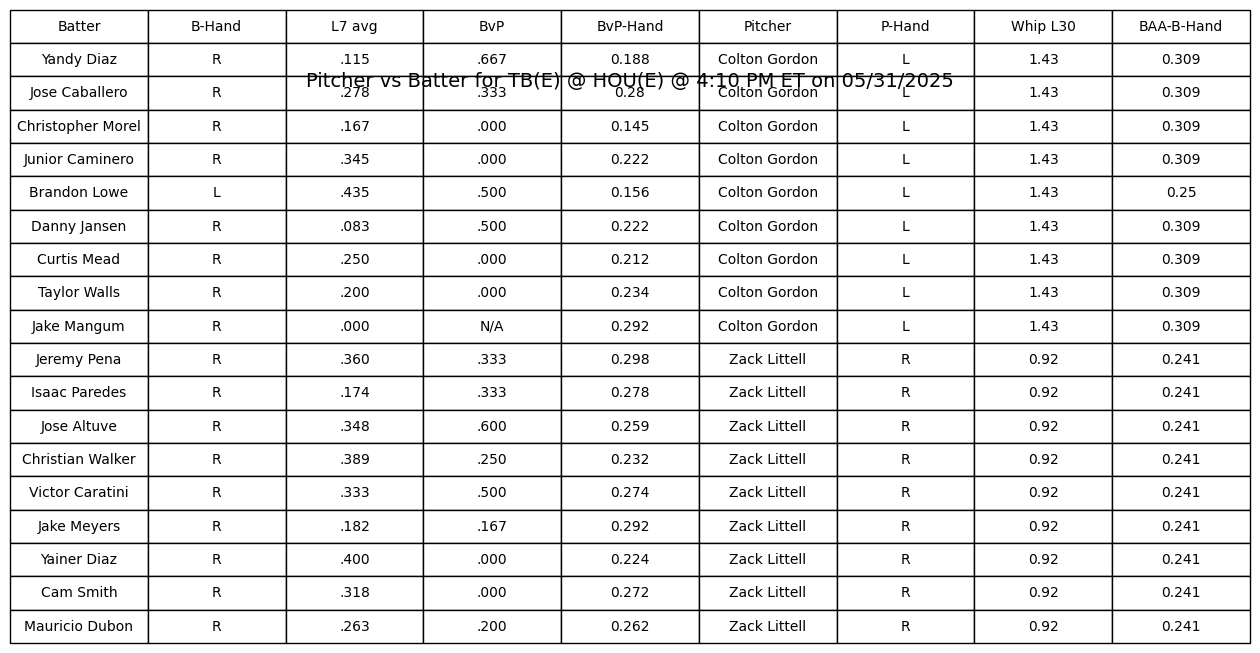 Batter B-Hand L7 avg BvP BvP-Hand Pitcher P-Hand Whip L30 BAA-B-Hand
Yandy Diaz R .115 .667 0.188 Colton Gordon L 1.43 0.309
Pitcher vs Batter for TB(E) @ HOU(E) @ 4:10 PM ET on 05/31/2025
Jose Caballero R .278 .333 0.28 Colton Gordon L 1.43 0.309
Christopher Morel R .167 .000 0.145 Colton Gordon L 1.43 0.309
Junior Caminero R .345 .000 0.222 Colton Gordon L 1.43 0.309
Brandon Lowe L .435 .500 0.156 Colton Gordon L 1.43 0.25
Danny Jansen R .083 .500 0.222 Colton Gordon L 1.43 0.309
Curtis Mead R .250 .000 0.212 Colton Gordon L 1.43 0.309
Taylor Walls R .200 .000 0.234 Colton Gordon L 1.43 0.309
Jake Mangum R .000 N/A 0.292 Colton Gordon L 1.43 0.309
Jeremy Pena R .360 .333 0.298 Zack Littell R 0.92 0.241
Isaac Paredes R .174 .333 0.278 Zack Littell R 0.92 0.241
Jose Altuve R .348 .600 0.259 Zack Littell R 0.92 0.241
Christian Walker R .389 .250 0.232 Zack Littell R 0.92 0.241
Victor Caratini R .333 .500 0.274 Zack Littell R 0.92 0.241
Jake Meyers R .182 .167 0.292 Zack Littell R 0.92 0.241
Yainer Diaz R .400 .000 0.224 Zack Littell R 0.92 0.241
Cam Smith R .318 .000 0.272 Zack Littell R 0.92 0.241
Mauricio Dubon R .263 .200 0.262 Zack Littell R 0.92 0.241